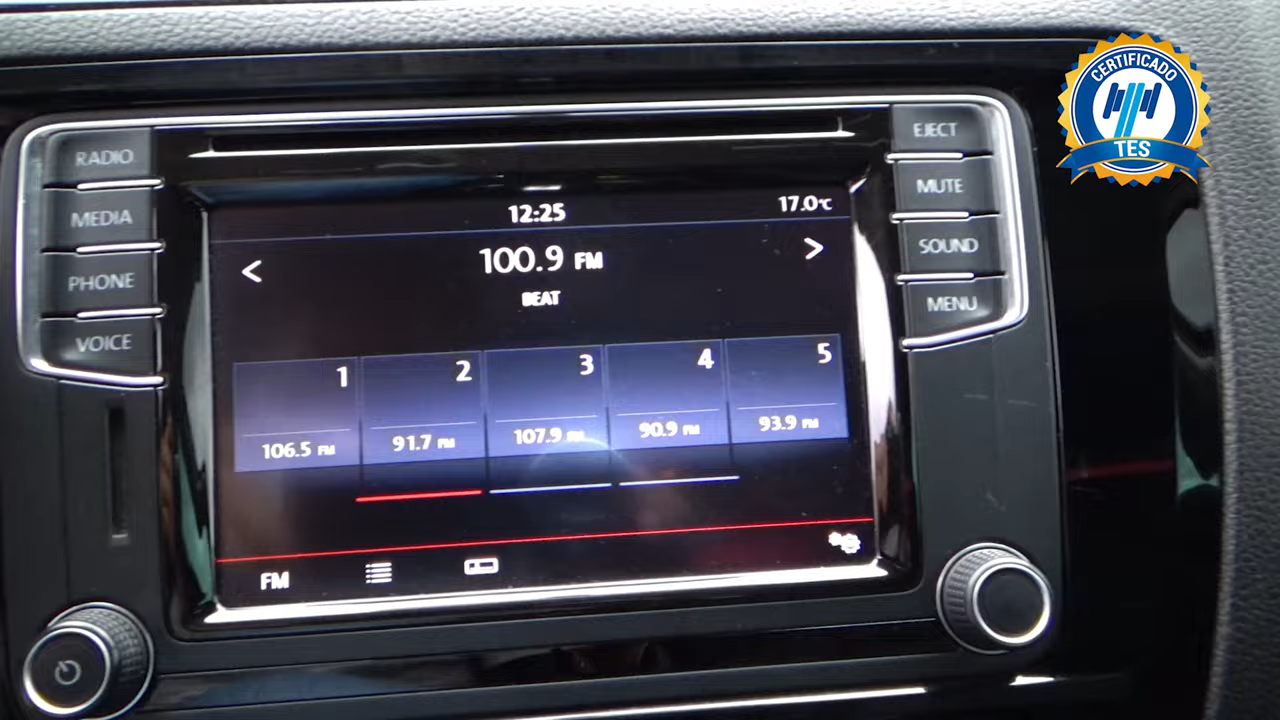 CERTIFICADO
TES
RADIO
MEDIA
PHONE
VOICE
EJECT
MUTE
SOUND
MENU
12:25
17.0°C
<
100.9 FM
>
BEAT
1
2
3
4
5
106.5 FM
91.7 FM
107.9 FM
90.9 FM
93.9 FM
FM